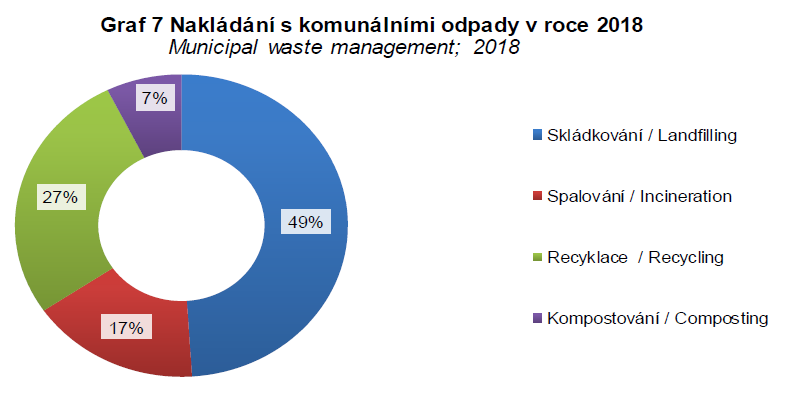 Graf 7 Nakládání s komunálními odpady v roce 2018
Municipal waste management; 2018
7%
49%
27%
17%
Skládkování / Landfilling
Spalování / Incineration
Recyklace / Recycling
Kompostování / Composting